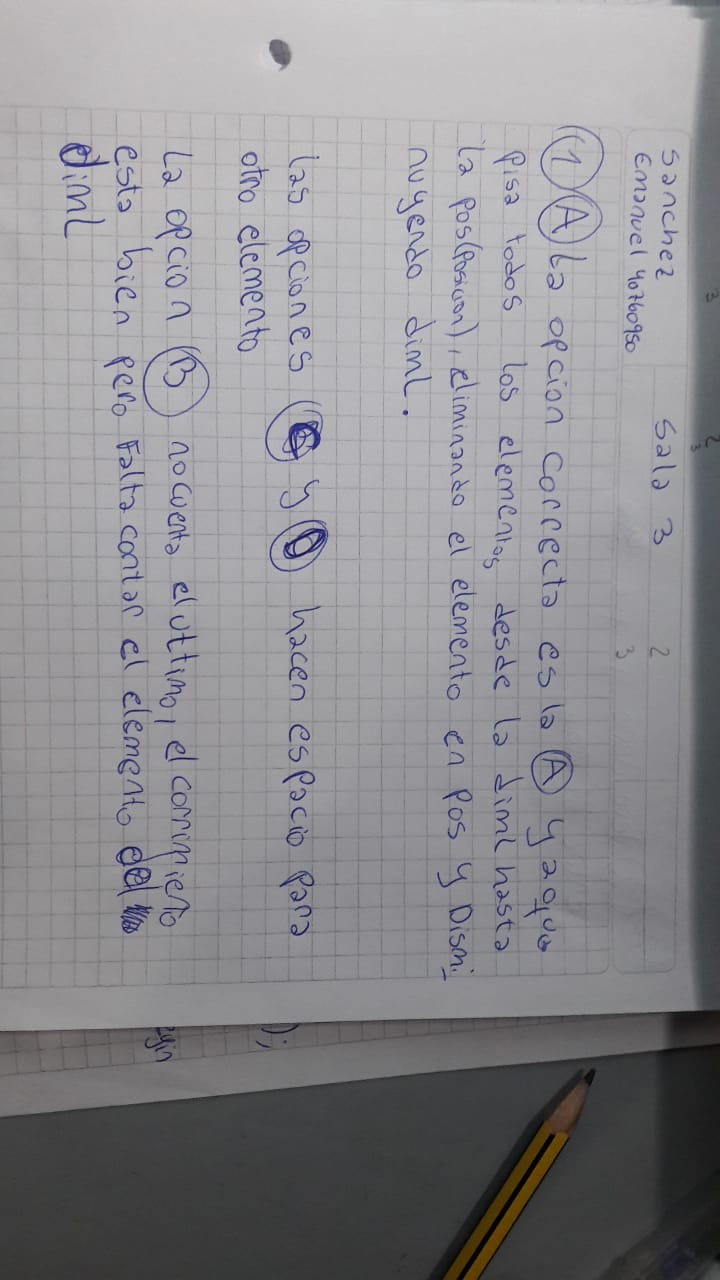 3 2
3
Sanchez Sala 3 2
Emanuel 40760950 3
1 A La opcion correcta es la A ya que
pisa todos los elementos desde la diml hasta
la pos(posicion), eliminando el elemento en pos y Dismi
nuyendo diml.
Las opciones C y D hacen espacio para
otro elemento
);
La opcion B no cuenta el ultimo, el corrimiento
egin
esta bien pero Falta contar el elemento del
diml